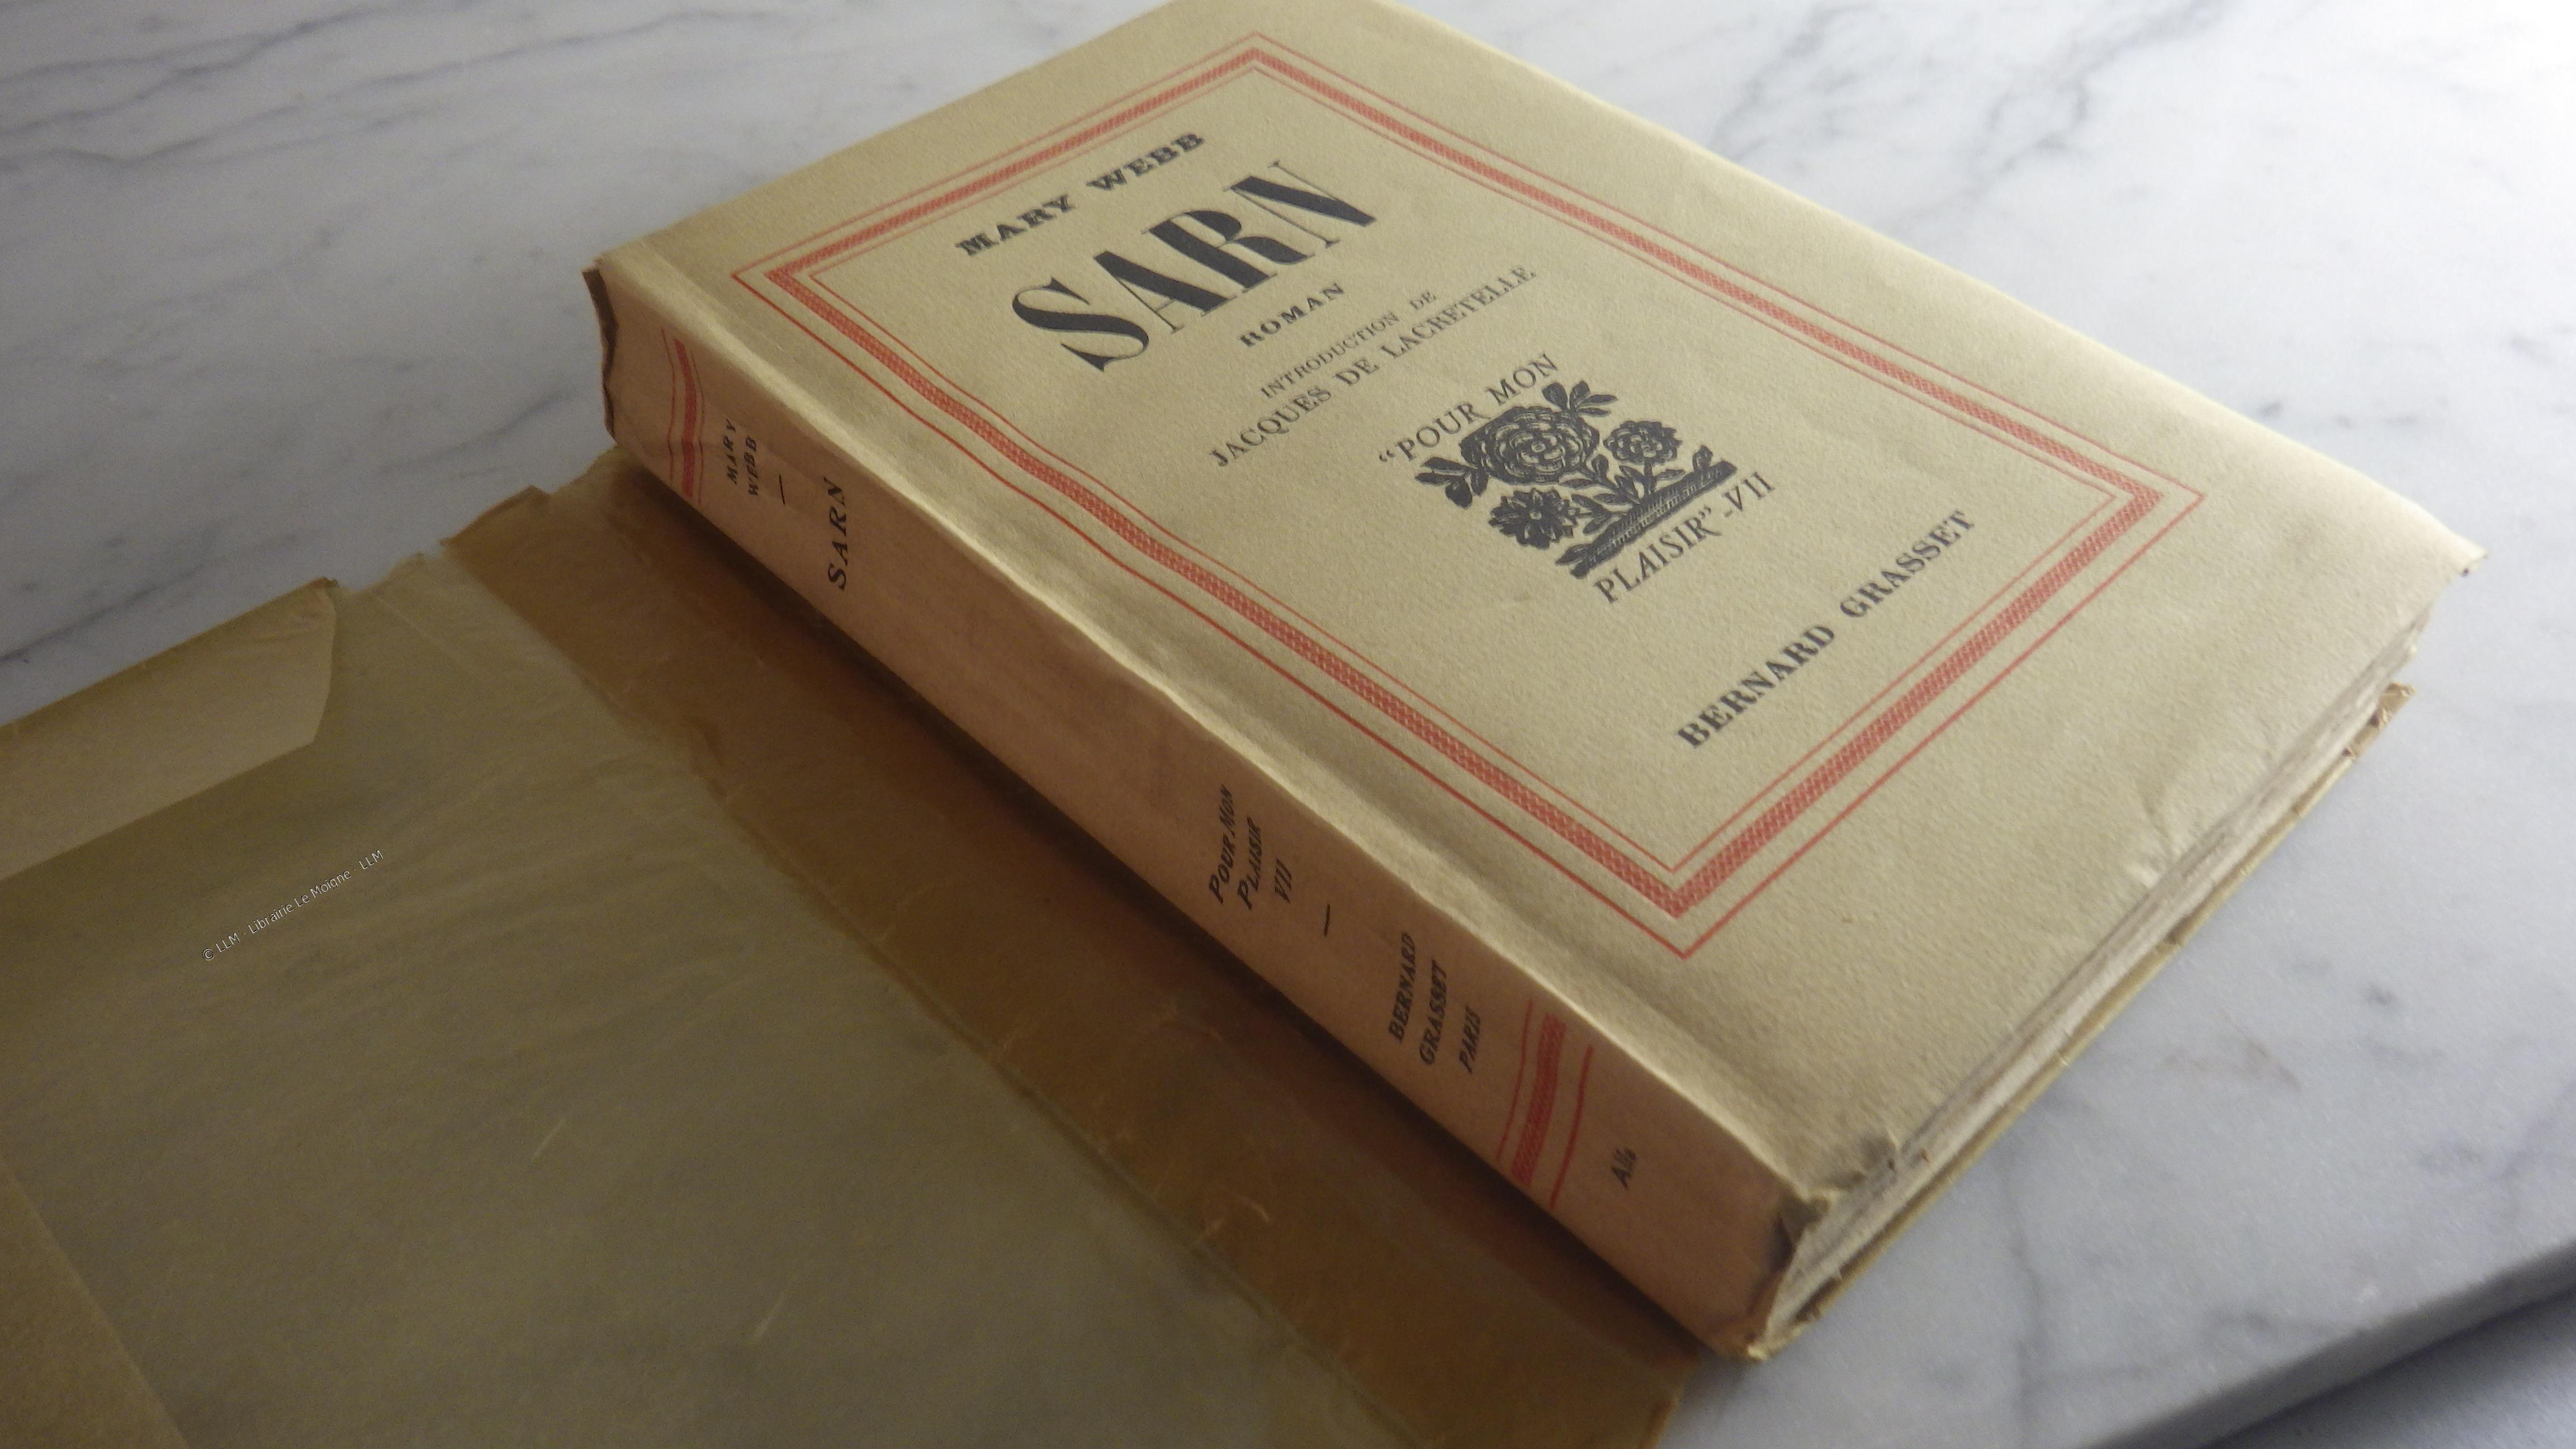 MARY WEBB
SARN
ROMAN
INTRODUCTION DE
JACQUES DE LACRETELLE
“POUR MON
PLAISIR”-VII
BERNARD GRASSET
MARY
WEBB
SARN
POUR MON
PLAISIR
VII
BERNARD
GRASSET
PARIS
Alfa
© LLM - Librairie Le Moigne - LLM